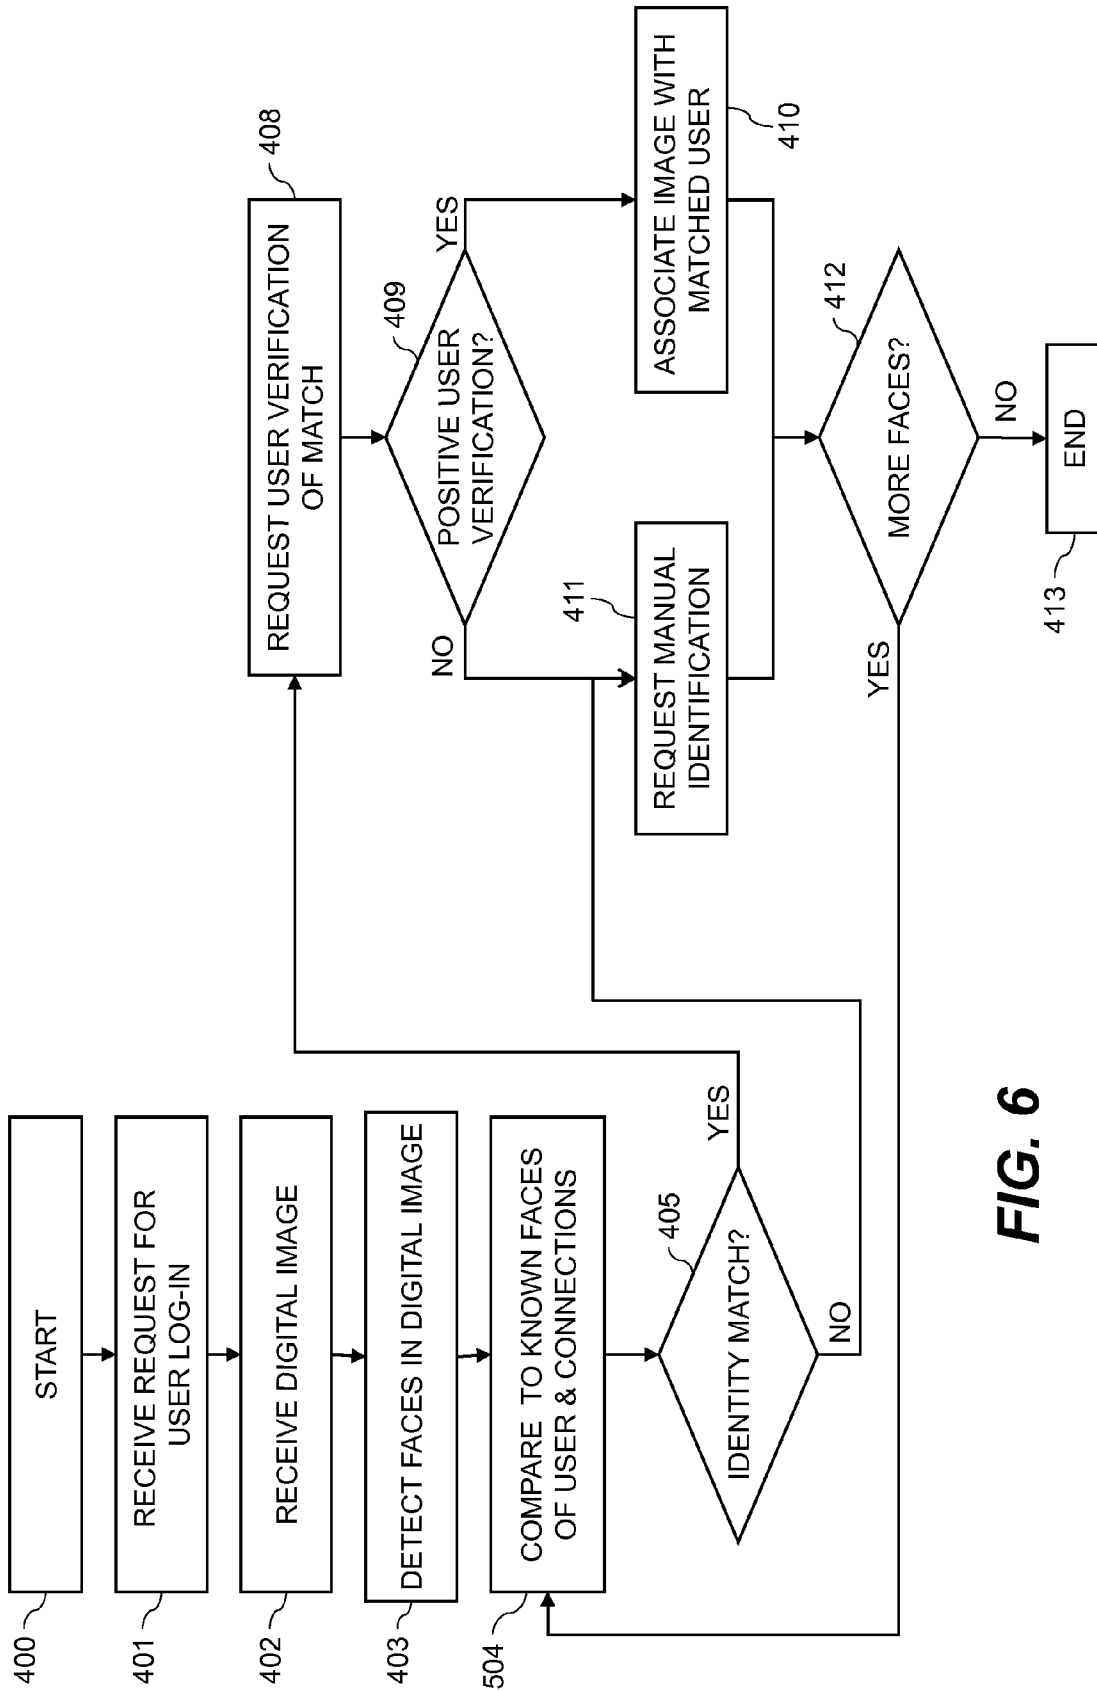 400
START
401
RECEIVE REQUEST FOR
USER LOG-IN
402
RECEIVE DIGITAL IMAGE
403
DETECT FACES IN DIGITAL IMAGE
504
COMPARE TO KNOWN FACES
OF USER & CONNECTIONS
405
IDENTITY MATCH?
YES
NO
408
REQUEST USER VERIFICATION
OF MATCH
409
POSITIVE USER
VERIFICATION?
NO
YES
411
REQUEST MANUAL
IDENTIFICATION
ASSOCIATE IMAGE WITH
MATCHED USER
410
412
MORE FACES?
YES
NO
END
413
FIG. 6